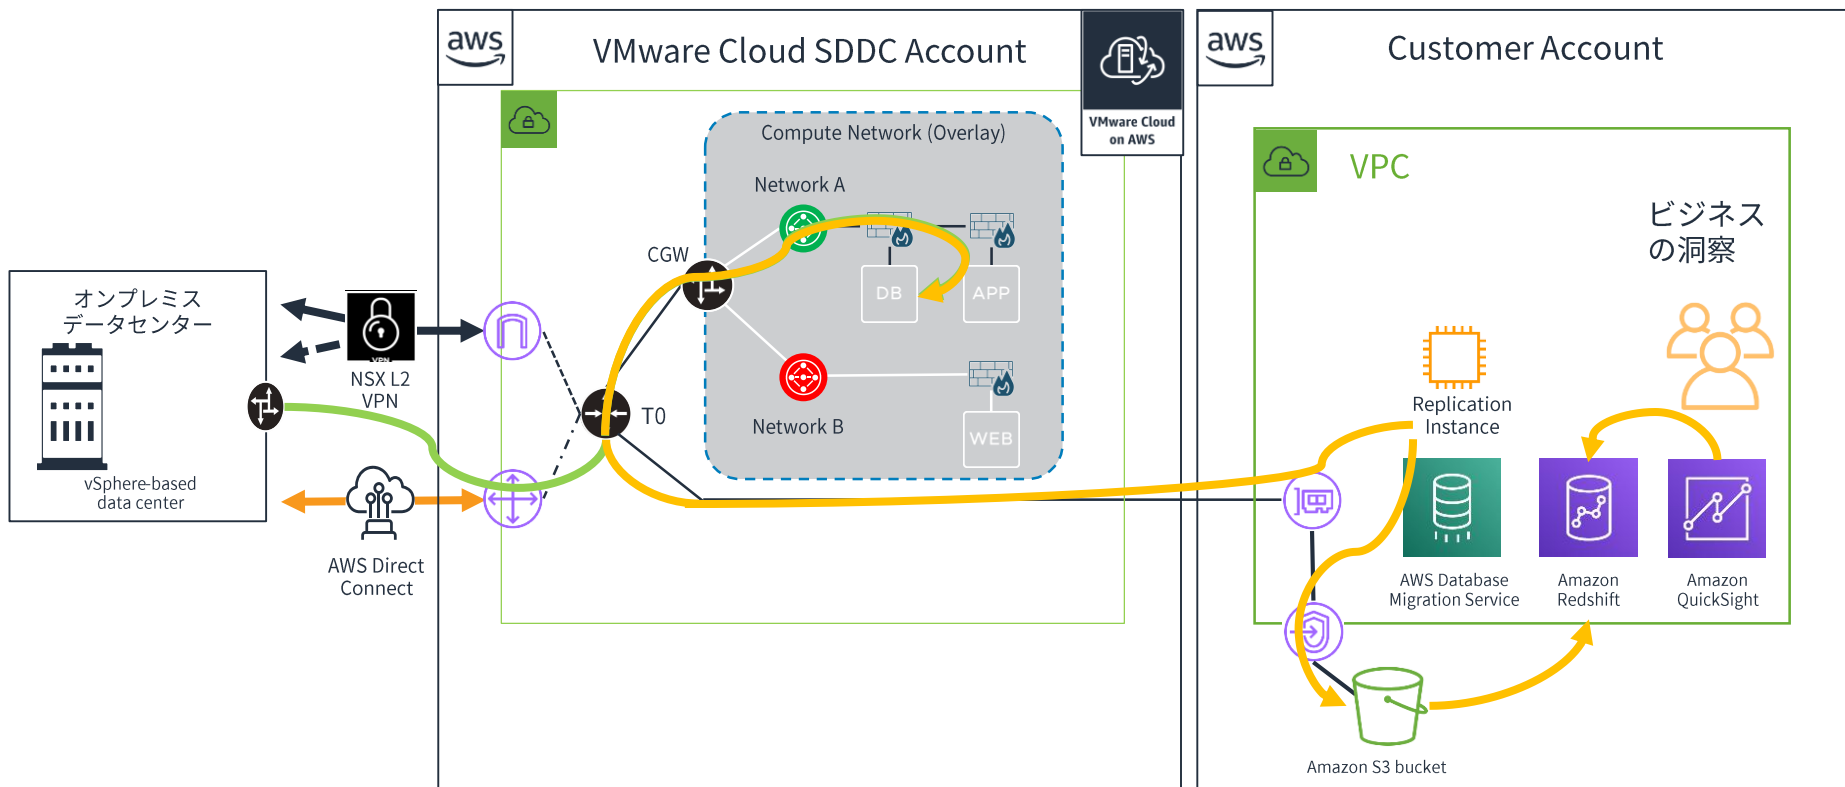 aws
VMware Cloud SDDC Account
VMware Cloud
on AWS
aws
Customer Account
Compute Network (Overlay)
Network A
CGW
DB
APP
Network B
WEB
T0
オンプレミス
データセンター
vSphere-based
data center
VPN
NSX L2
VPN
AWS Direct
Connect
VPC
ビジネス
の洞察
Replication
Instance
AWS Database
Migration Service
Amazon
Redshift
Amazon
QuickSight
Amazon S3 bucket